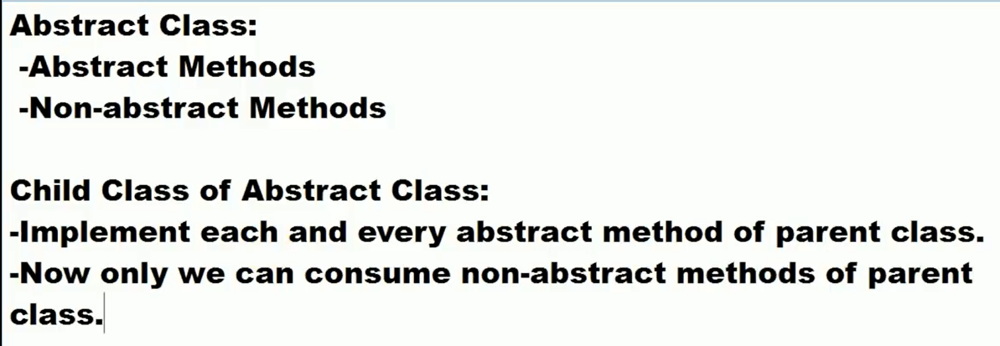 Abstract Class:
-Abstract Methods
-Non-abstract Methods
Child Class of Abstract Class:
-Implement each and every abstract method of parent class.
-Now only we can consume non-abstract methods of parent
class.